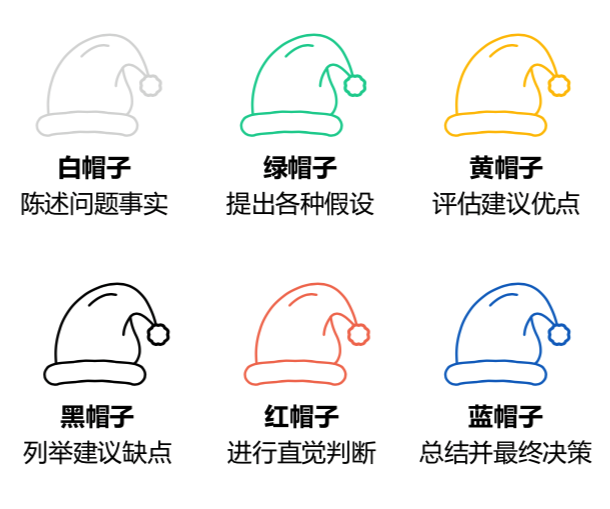 白帽子
陈述问题事实
绿帽子
提出各种假设
黄帽子
评估建议优点
黑帽子
列举建议缺点
红帽子
进行直觉判断
蓝帽子
总结并最终决策